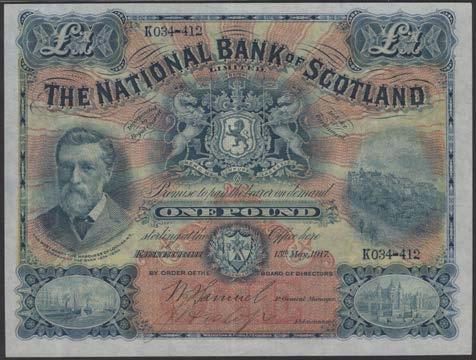 £1
£1
K034-412
THE NATIONAL BANK OF SCOTLAND
LIMITED
Promise to pay the bearer on demand
ONE POUND
sterling at their Office here
Edinburgh 15th May, 1917.
K034-412
BY ORDER OF THE BOARD OF DIRECTORS
General Manager.